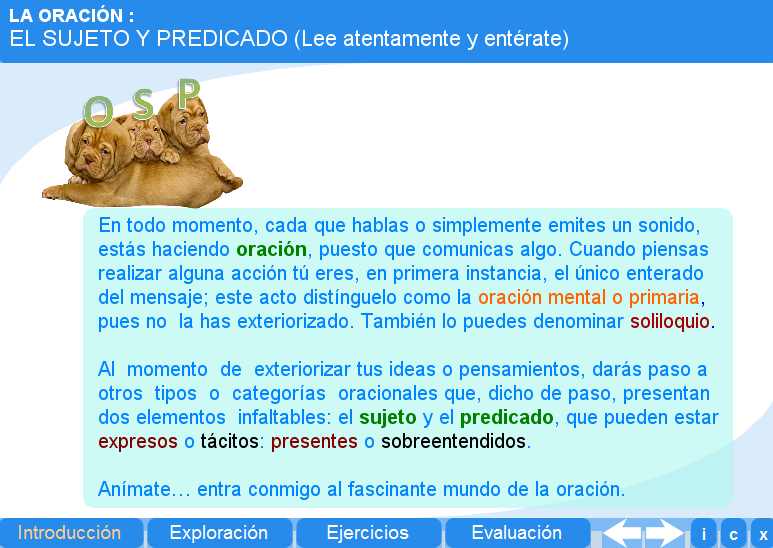 LA ORACIÓN :
EL SUJETO Y PREDICADO (Lee atentamente y entérate)
O S P
En todo momento, cada que hablas o simplemente emites un sonido,
estás haciendo oración, puesto que comunicas algo. Cuando piensas
realizar alguna acción tú eres, en primera instancia, el único enterado
del mensaje; este acto distínguelo como la oración mental o primaria,
pues no la has exteriorizado. También lo puedes denominar soliloquio.
Al momento de exteriorizar tus ideas o pensamientos, darás paso a
otros tipos o categorías oracionales que, dicho de paso, presentan
dos elementos infaltables: el sujeto y el predicado, que pueden estar
expresos o tácitos: presentes o sobreentendidos.
Anímate… entra conmigo al fascinante mundo de la oración.
Introducción Exploración Ejercicios Evaluación i c x